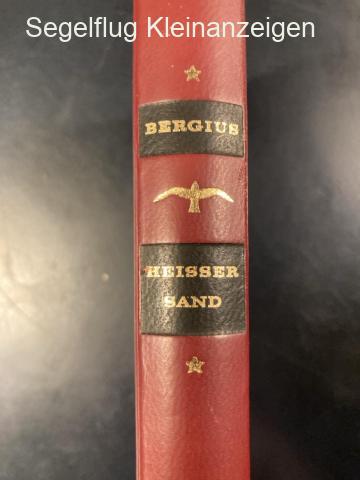 Segelflug Kleinanzeigen
BERGIUS
HEISSER
SAND